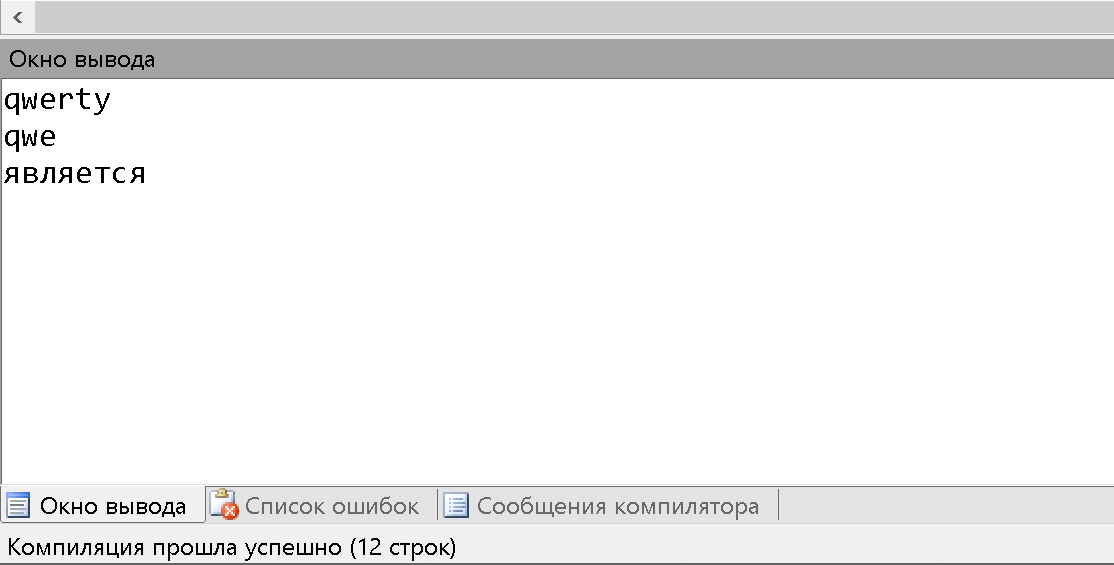 Окно вывода
qwerty
qwe
является
Окно вывода
Список ошибок
Сообщения компилятора
Компиляция прошла успешно (12 строк)